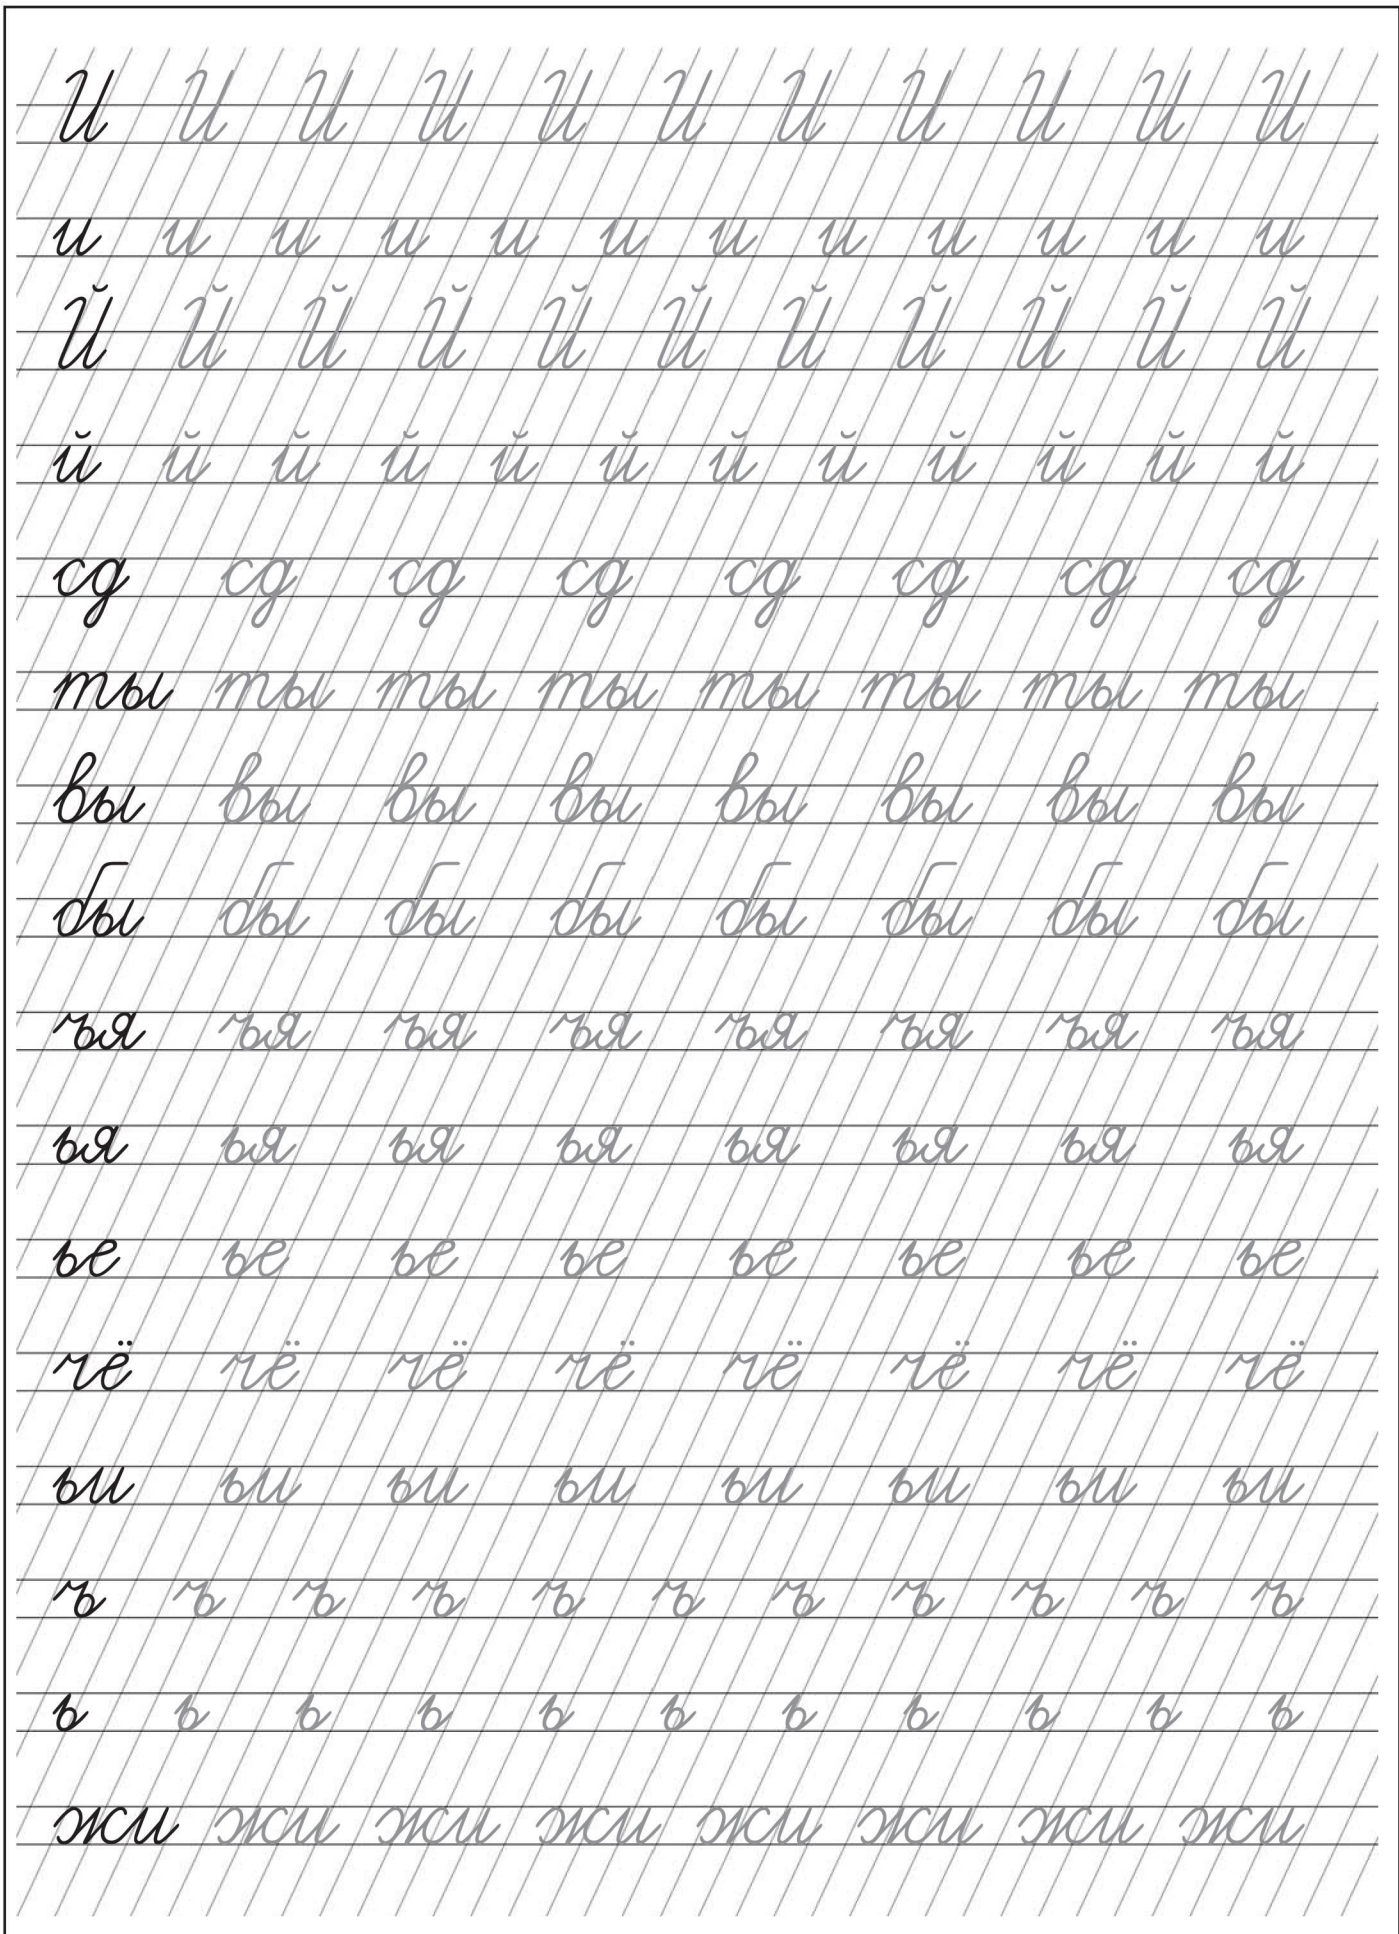 И И И И И И И И И И И
и и и и и и и и и и и и
Й Й Й Й Й Й Й Й Й Й Й
й й й й й й й й й й й й
сд сд сд сд сд сд сд сд
ты ты ты ты ты ты ты ты
вы вы вы вы вы вы вы вы
бы бы бы бы бы бы бы бы
ъя ъя ъя ъя ъя ъя ъя ъя
ья ья ья ья ья ья ья ья
ье ье ье ье ье ье ье ье
чё чё чё чё чё чё чё чё
ьи ьи ьи ьи ьи ьи ьи ьи
ъ ъ ъ ъ ъ ъ ъ ъ ъ ъ ъ
ь ь ь ь ь ь ь ь ь ь ь
жи жи жи жи жи жи жи жи